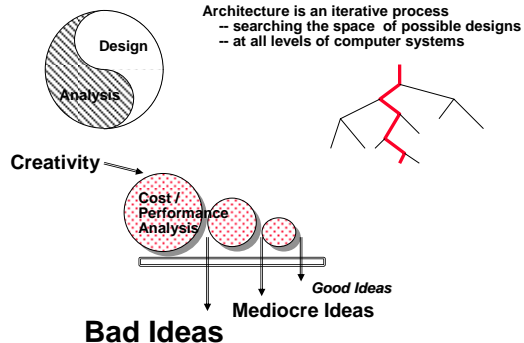 Architecture is an iterative process
-- searching the space of possible designs
-- at all levels of computer systems
Design
Analysis
Creativity
Cost /
Performance
Analysis
Good Ideas
Mediocre Ideas
Bad Ideas